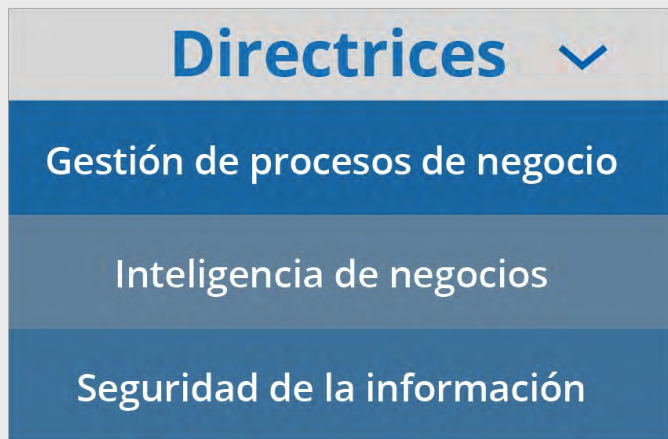 Directrices
Gestión de procesos de negocio
Inteligencia de negocios
Seguridad de la información